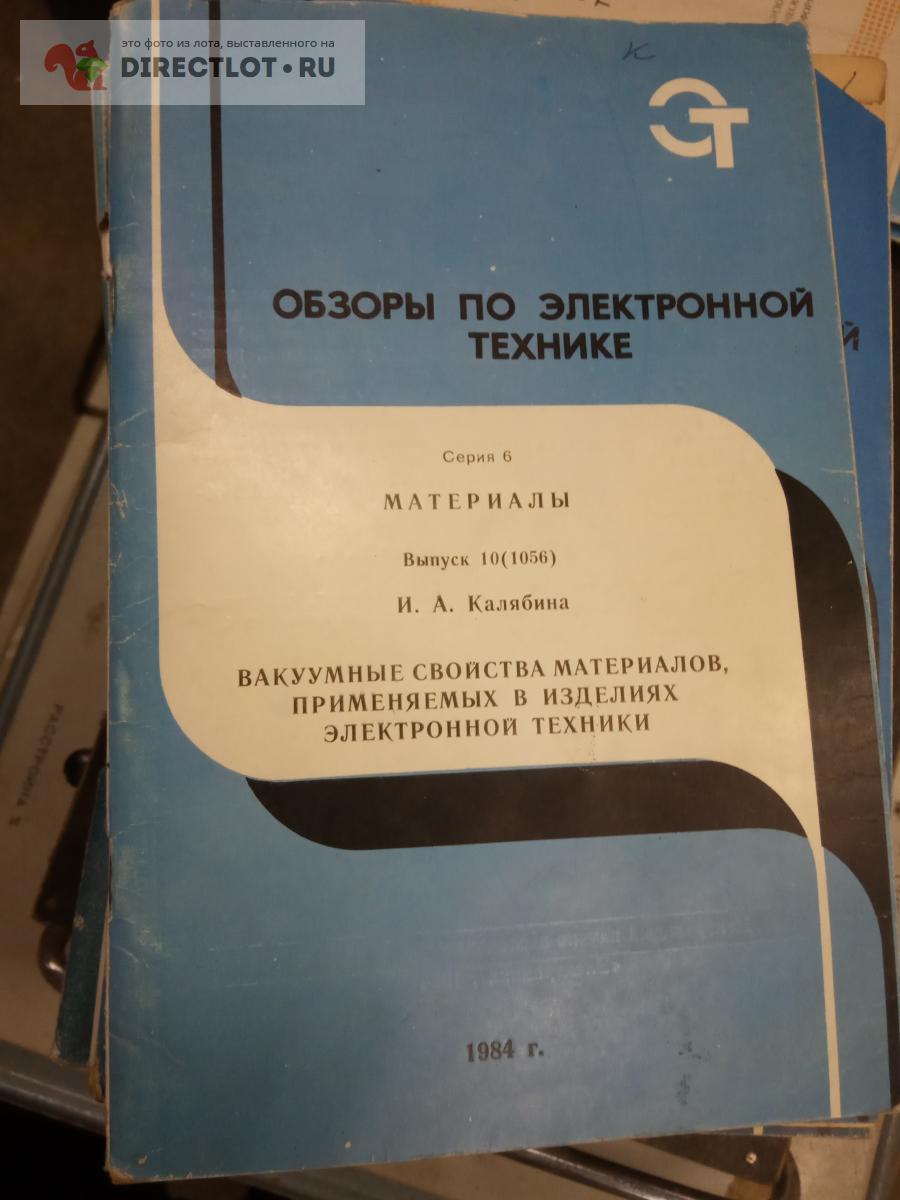 это фото из лота, выставленного на
DIRECTLOT.RU
К
ЭТ
ОБЗОРЫ ПО ЭЛЕКТРОННОЙ
ТЕХНИКЕ
Й
Серия 6
МАТЕРИАЛЫ
Выпуск 10(1056)
И. А. Калябина
ВАКУУМНЫЕ СВОЙСТВА МАТЕРИАЛОВ,
ПРИМЕНЯЕМЫХ В ИЗДЕЛИЯХ
ЭЛЕКТРОННОЙ ТЕХНИКИ
РАССТРОЙКА %
1984 г.